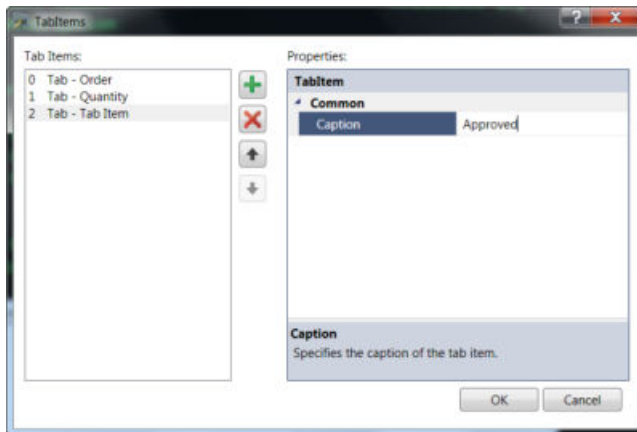 TabItems
Tab Items:
0 Tab - Order
1 Tab - Quantity
2 Tab - Tab Item
Properties:
TabItem
Common
Caption Approved
Caption
Specifies the caption of the tab item.
OK Cancel